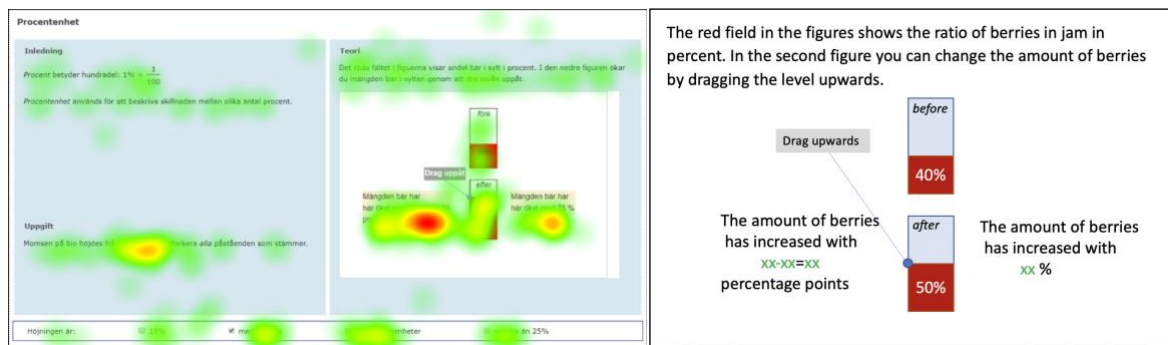 Procentenhet
Inledning
Procent betyder hundradel: 1% = 1/100
Procentenhet används för att beskriva skillnaden mellan olika antal procent.
Uppgift
Momsen på bio höjdes alla påståenden som stämmer.
Teori
Det röda fältet i figurerna visar andel bär i sylt i procent. I den nedre figuren ökar
du mängden bär i sylten genom att dra nivån uppåt.
före
Drag uppåt
efter
Mängden bär har
Mängden bär har
Höjningen är:
25%
The red field in the figures shows the ratio of berries in jam in
percent. In the second figure you can change the amount of berries
by dragging the level upwards.
before
Drag upwards
40%
The amount of berries
has increased with
xx-xx=xx
percentage points
after
50%
The amount of berries
has increased with
xx %